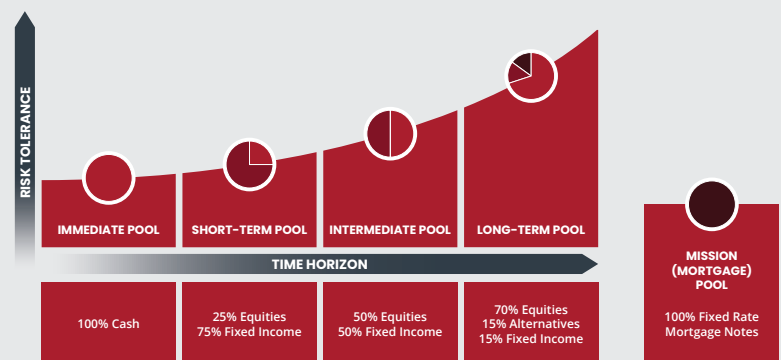 RISK TOLERANCE
IMMEDIATE POOL
SHORT-TERM POOL
INTERMEDIATE POOL
LONG-TERM POOL
TIME HORIZON
100% Cash
25% Equities
75% Fixed Income
50% Equities
50% Fixed Income
70% Equities
15% Alternatives
15% Fixed Income
MISSION
(MORTGAGE)
POOL
100% Fixed Rate
Mortgage Notes